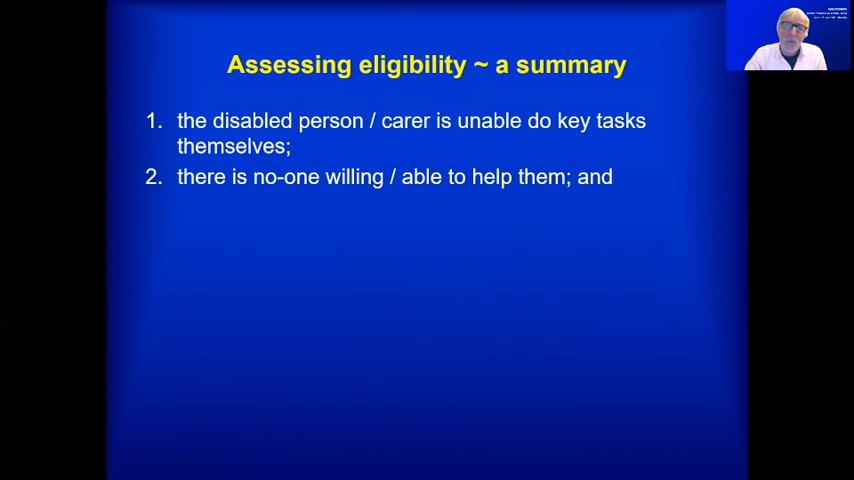 Assessing eligibility ~ a summary
1. the disabled person / carer is unable do key tasks
themselves;
2. there is no-one willing / able to help them; and